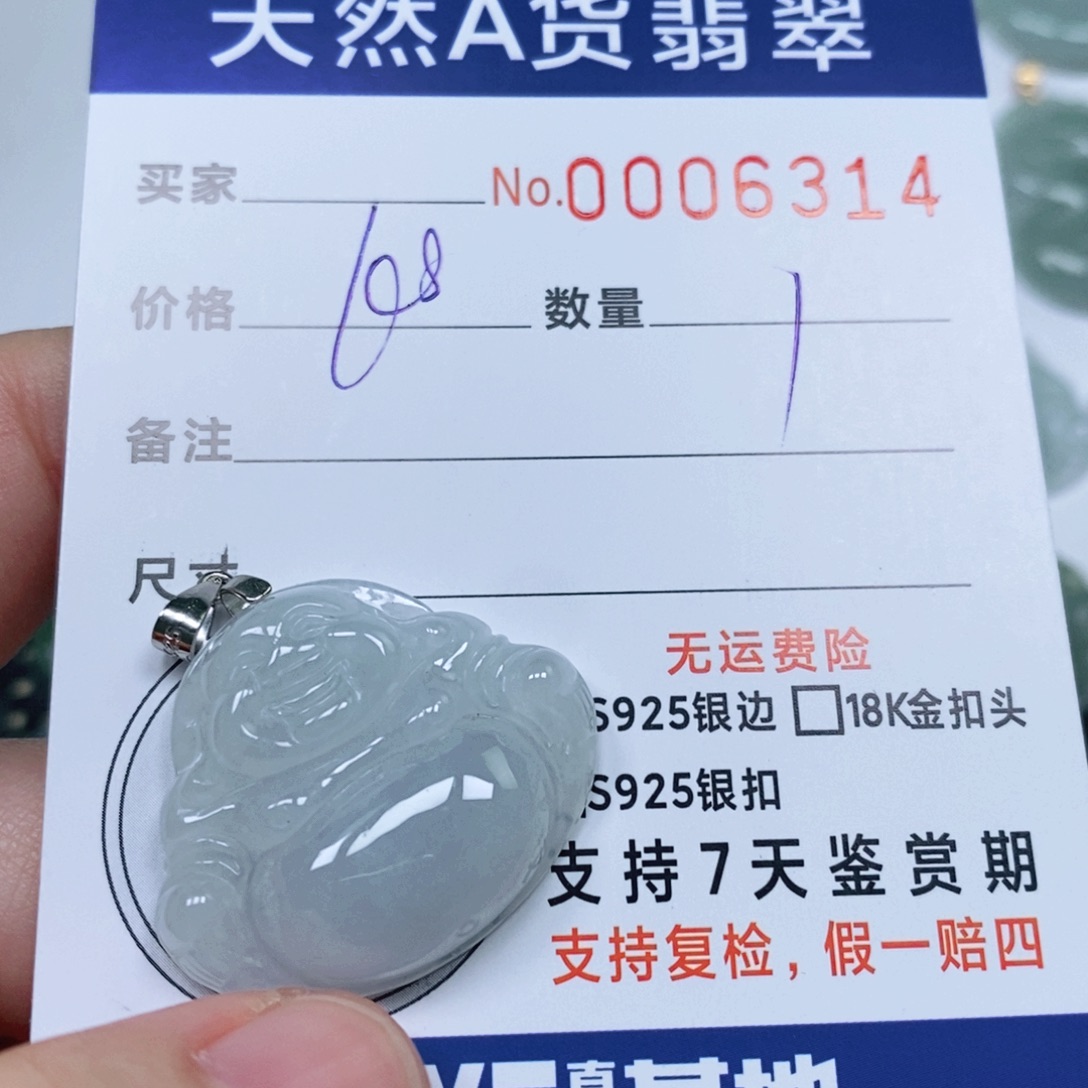 天然A货翡翠
买家 No.0006314
价格 68 数量 1
备注
尺寸
无运费险
S925银边 □18K金扣头
S925银扣
支持7天鉴赏期
支持复检，假一赔四
直 基地